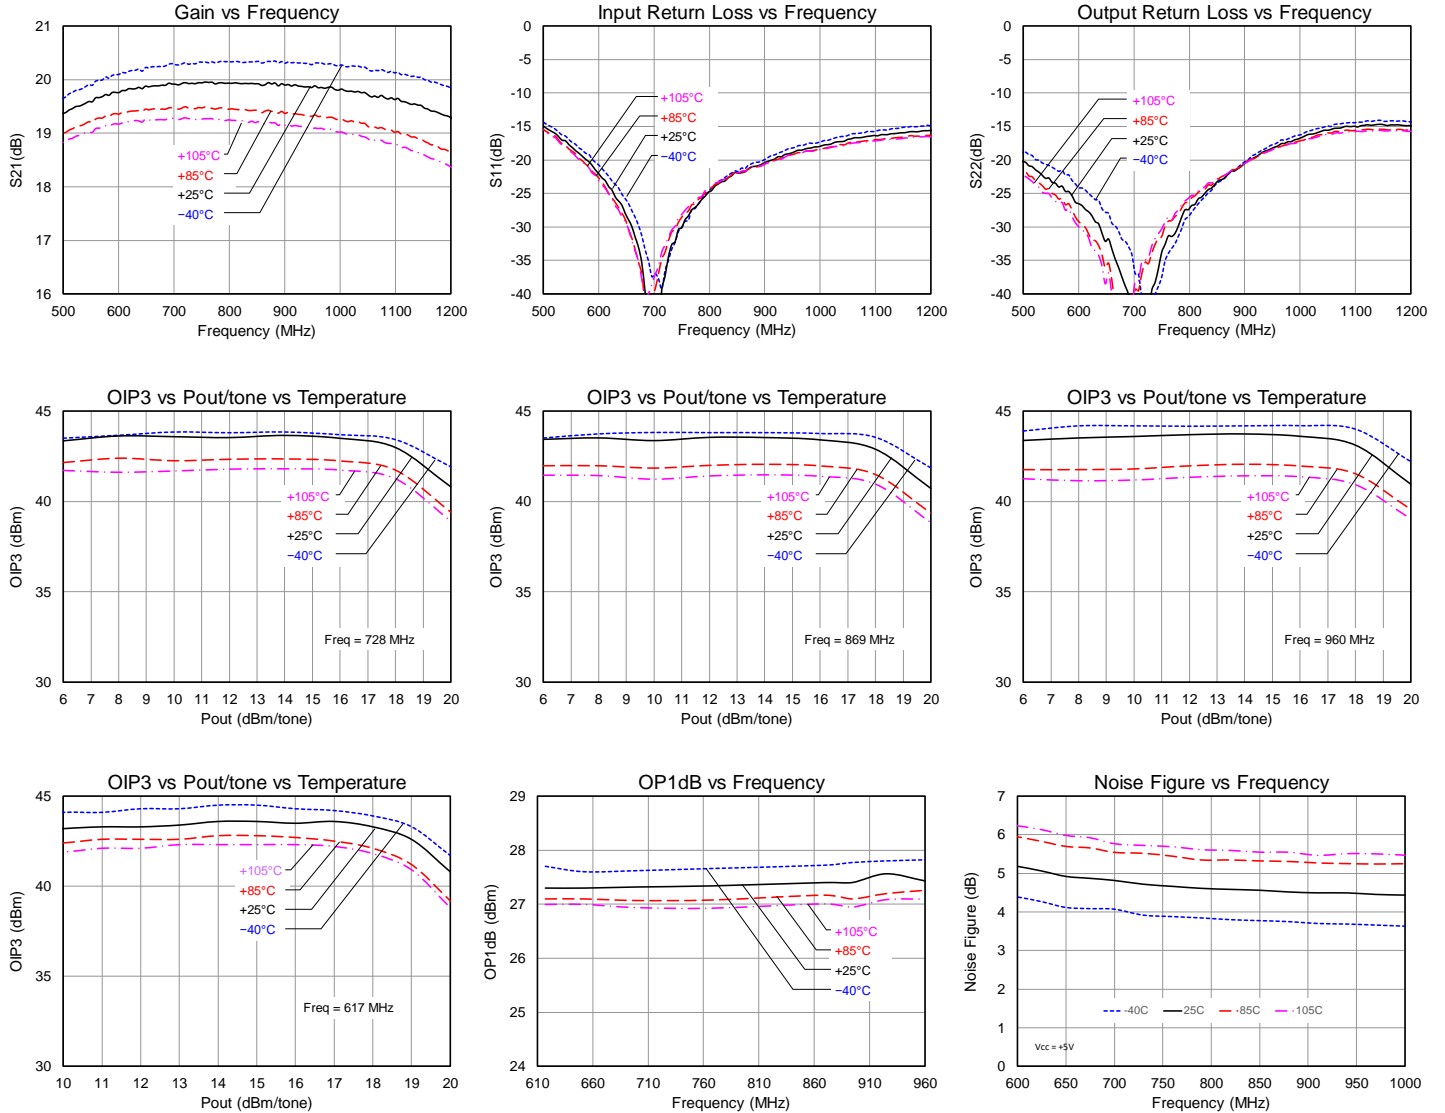 Gain vs Frequency
21
20
19
18
17
16
S21(dB)
+105°C
+85°C
+25°C
−40°C
500 600 700 800 900 1000 1100 1200
Frequency (MHz)
Input Return Loss vs Frequency
0
-5
-10
-15
-20
-25
-30
-35
-40
S11(dB)
+105°C
+85°C
+25°C
−40°C
500 600 700 800 900 1000 1100 1200
Frequency (MHz)
Output Return Loss vs Frequency
0
-5
-10
-15
-20
-25
-30
-35
-40
S22(dB)
+105°C
+85°C
+25°C
−40°C
500 600 700 800 900 1000 1100 1200
Frequency (MHz)
OIP3 vs Pout/tone vs Temperature
45
40
35
30
OIP3 (dBm)
+105°C
+85°C
+25°C
−40°C
Freq = 728 MHz
6 7 8 9 10 11 12 13 14 15 16 17 18 19 20
Pout (dBm/tone)
OIP3 vs Pout/tone vs Temperature
45
40
35
30
OIP3 (dBm)
+105°C
+85°C
+25°C
−40°C
Freq = 869 MHz
6 7 8 9 10 11 12 13 14 15 16 17 18 19 20
Pout (dBm/tone)
OIP3 vs Pout/tone vs Temperature
45
40
35
30
OIP3 (dBm)
+105°C
+85°C
+25°C
−40°C
Freq = 960 MHz
6 7 8 9 10 11 12 13 14 15 16 17 18 19 20
Pout (dBm/tone)
OIP3 vs Pout/tone vs Temperature
45
40
35
30
OIP3 (dBm)
+105°C
+85°C
+25°C
−40°C
Freq = 617 MHz
10 11 12 13 14 15 16 17 18 19 20
Pout (dBm/tone)
OP1dB vs Frequency
29
28
27
26
25
24
OP1dB (dBm)
+105°C
+85°C
+25°C
−40°C
610 660 710 760 810 860 910 960
Frequency (MHz)
Noise Figure vs Frequency
7
6
5
4
3
2
1
0
Noise Figure (dB)
-40C 25C 85C 105C
Vcc = +5V
600 650 700 750 800 850 900 950 1000
Frequency (MHz)